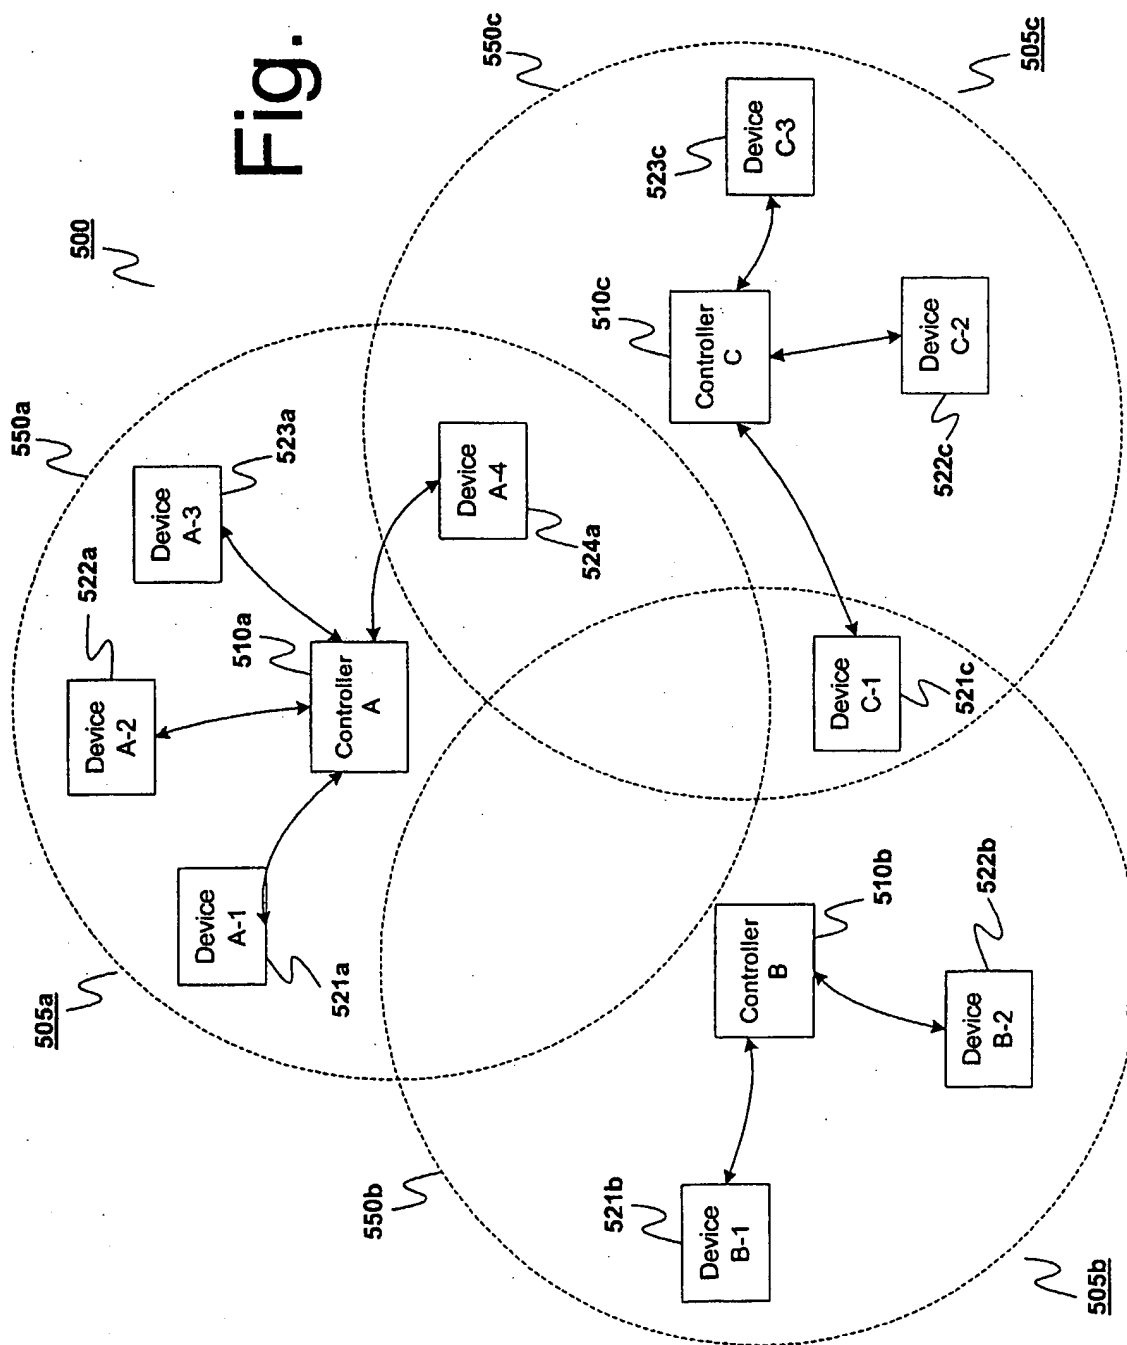 Fig.
500
550a
505a
Device
A-1
521a
Device
A-2
522a
Device
A-3
523a
Controller
A
510a
Device
A-4
524a
550b
505b
Device
B-1
521b
Controller
B
510b
Device
B-2
522b
550c
505c
Device
C-1
521c
Controller
C
510c
Device
C-2
522c
Device
C-3
523c